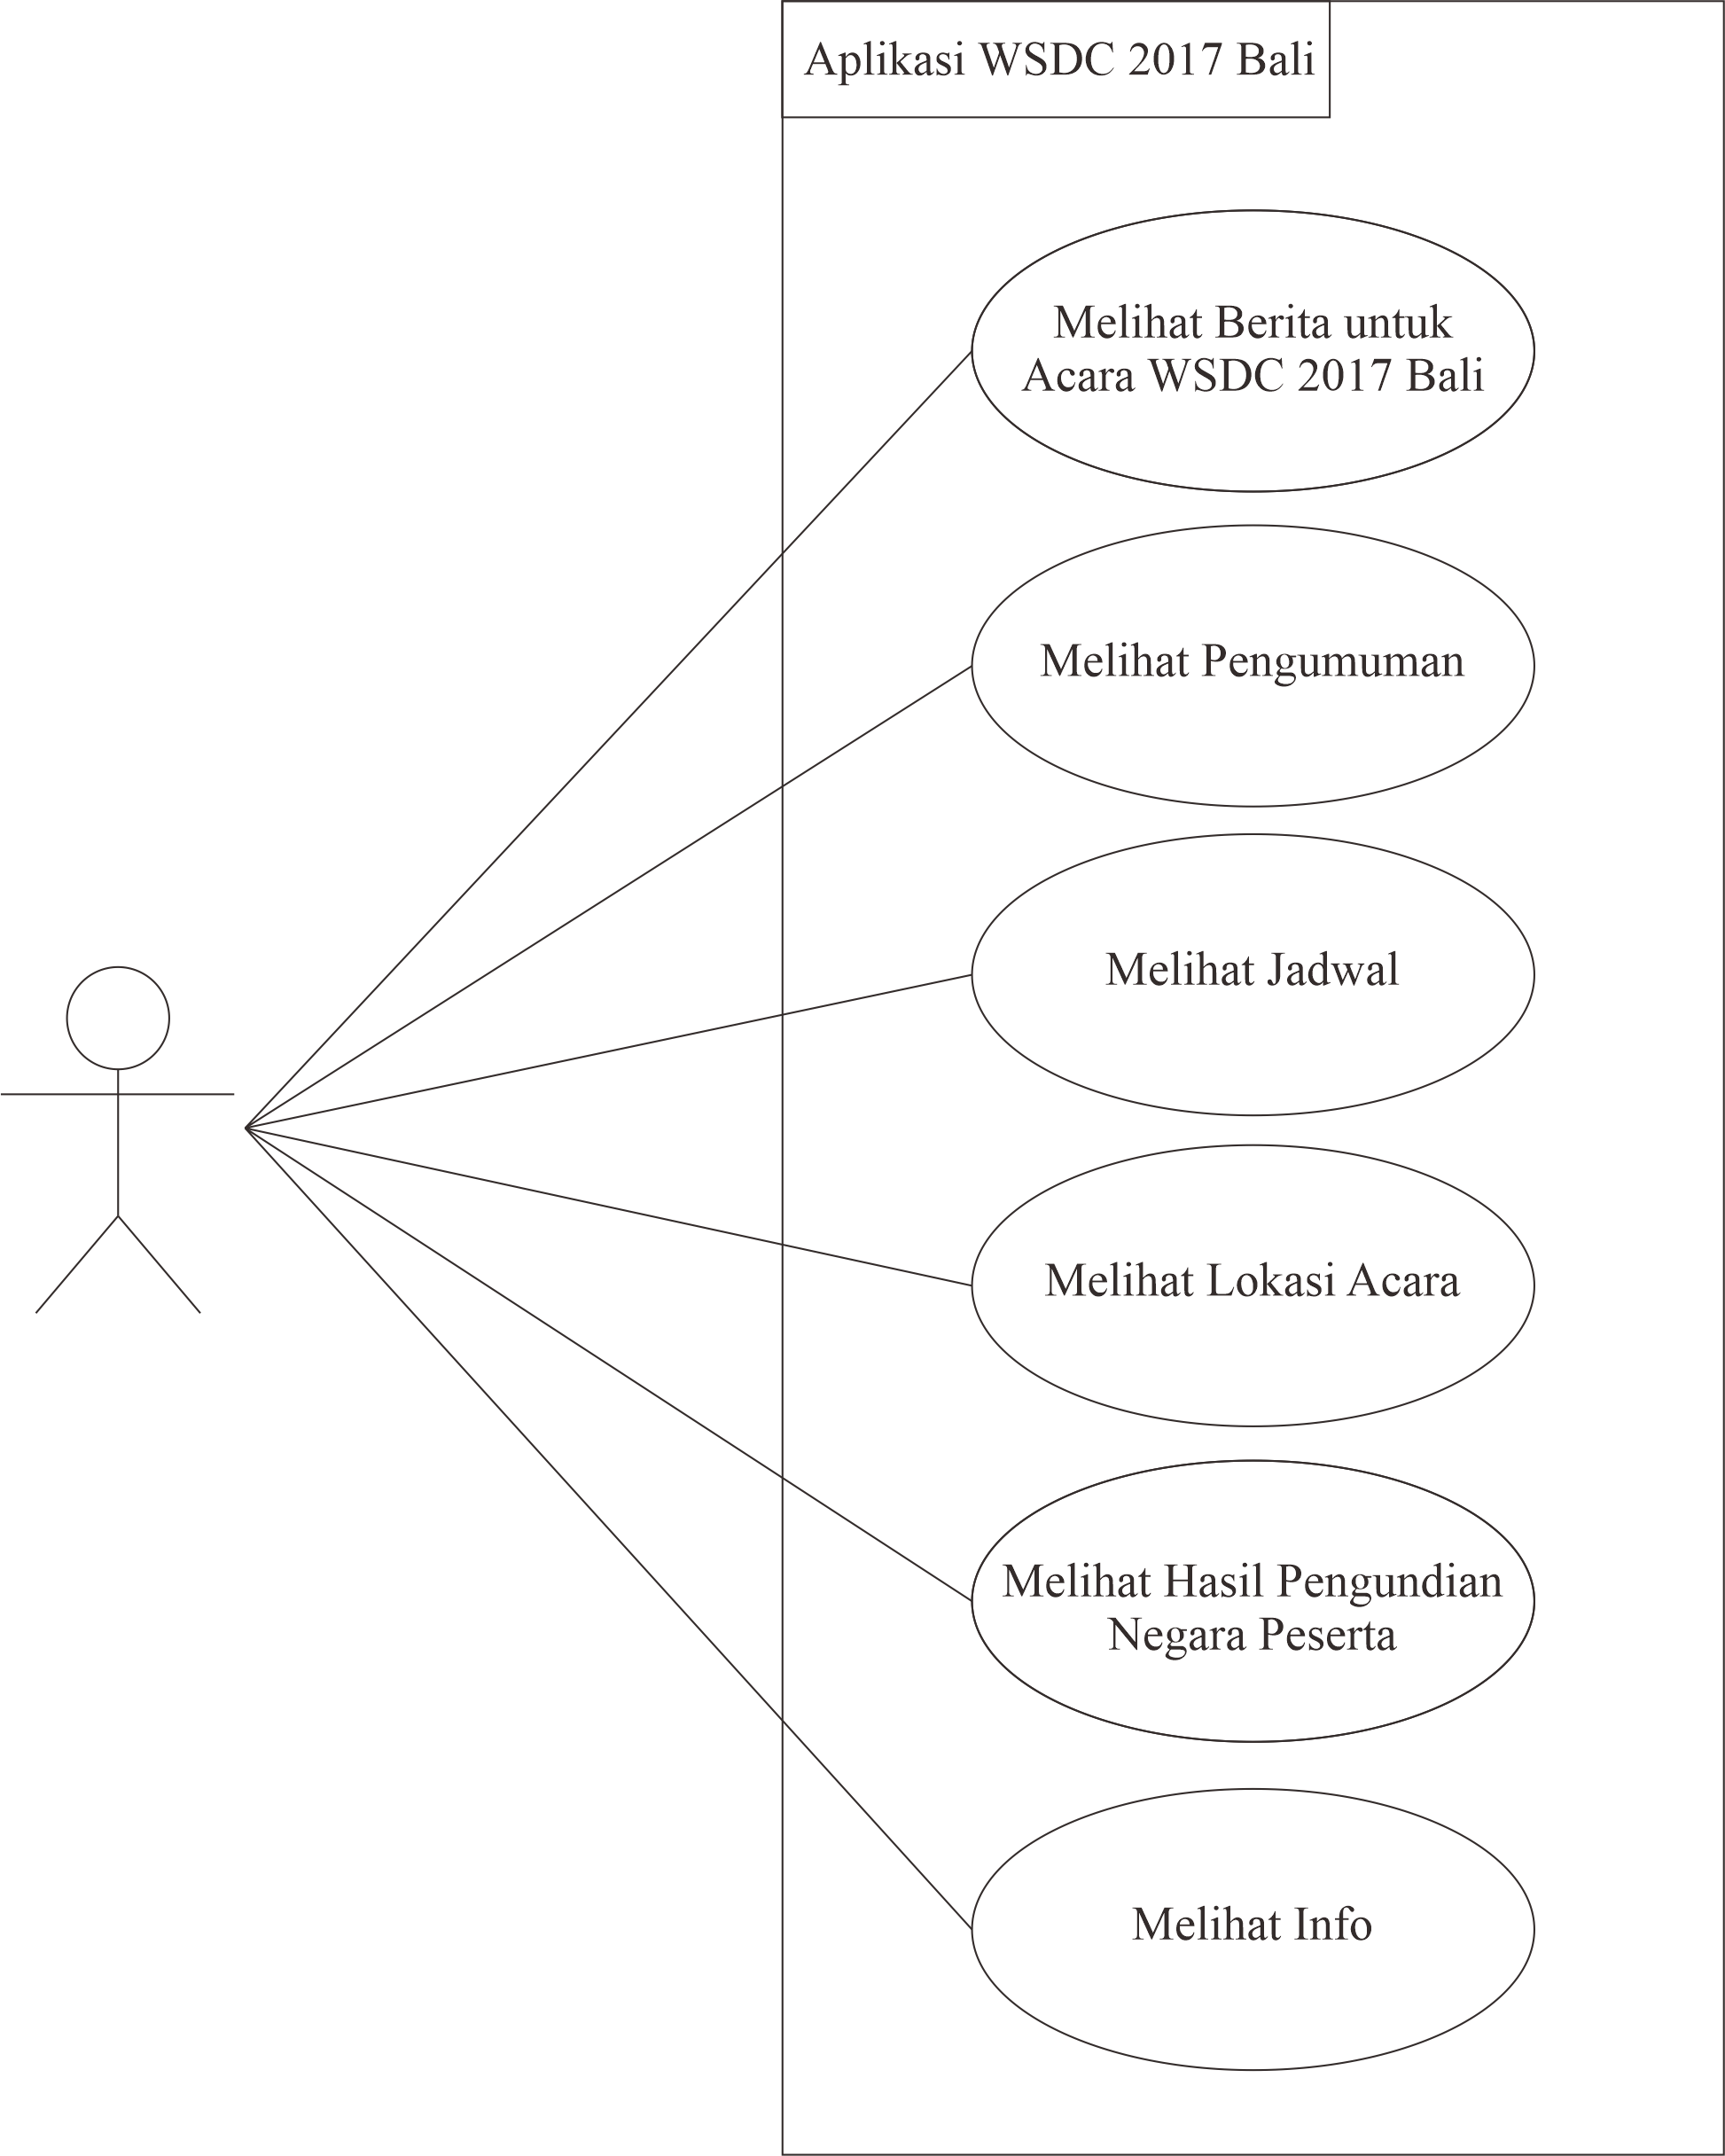 Aplikasi WSDC 2017 Bali
Melihat Berita untuk
Acara WSDC 2017 Bali
Melihat Pengumuman
Melihat Jadwal
Melihat Lokasi Acara
Melihat Hasil Pengundian
Negara Peserta
Melihat Info